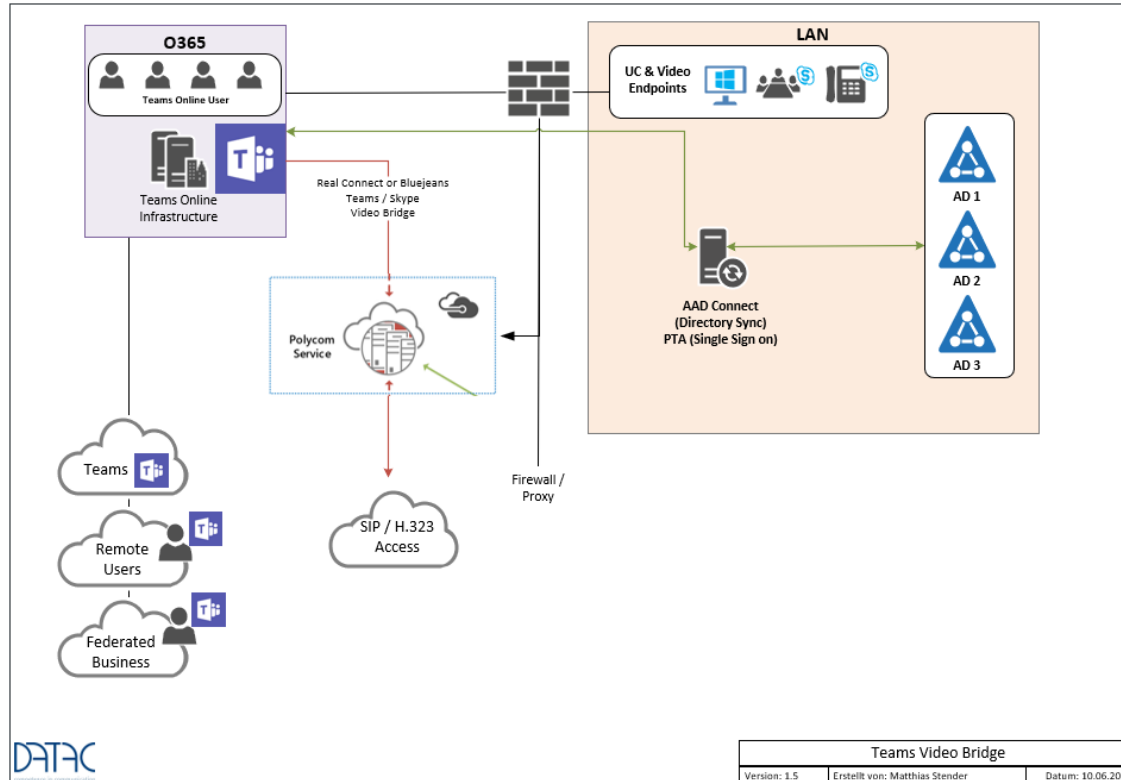 O365
Teams Online User
Teams Online
Infrastructure
Real Connect or Bluejeans
Teams / Skype
Video Bridge
LAN
UC & Video
Endpoints
AD 1
AD 2
AD 3
AAD Connect
(Directory Sync)
PTA (Single Sign on)
Polycom
Service
Firewall /
Proxy
SIP / H.323
Access
Teams
Remote
Users
Federated
Business
DATAC
Teams Video Bridge
Version: 1.5
Erstellt von: Matthias Stender
Datum: 10.06.20